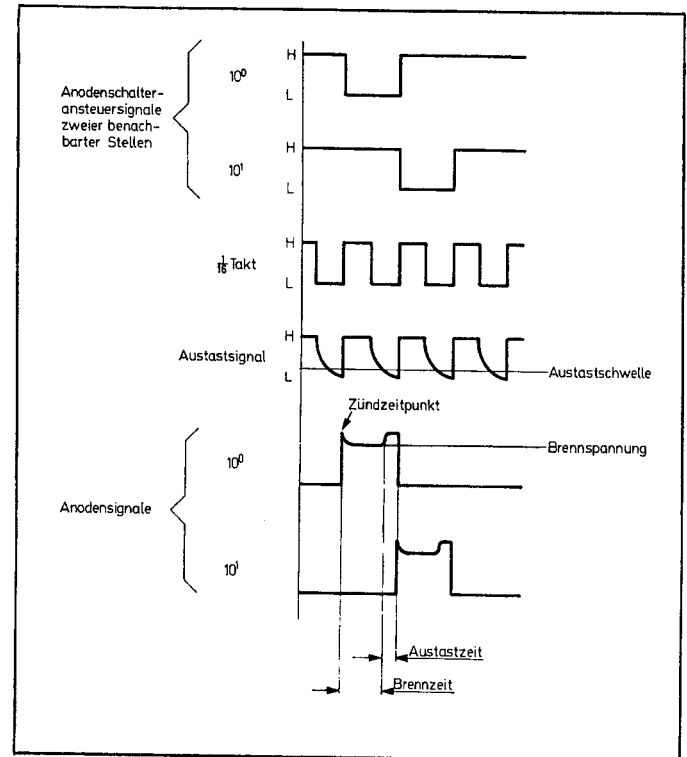 Anodenschalter-
ansteuersignale
zweier benach-
barter Stellen
10⁰
H
L
10¹
H
L
1/16 Takt
H
L
Austastsignal
H
L
Austastschwelle
Zündzeitpunkt
Brennspannung
Anodensignale
10⁰
10¹
Austastzeit
Brennzeit